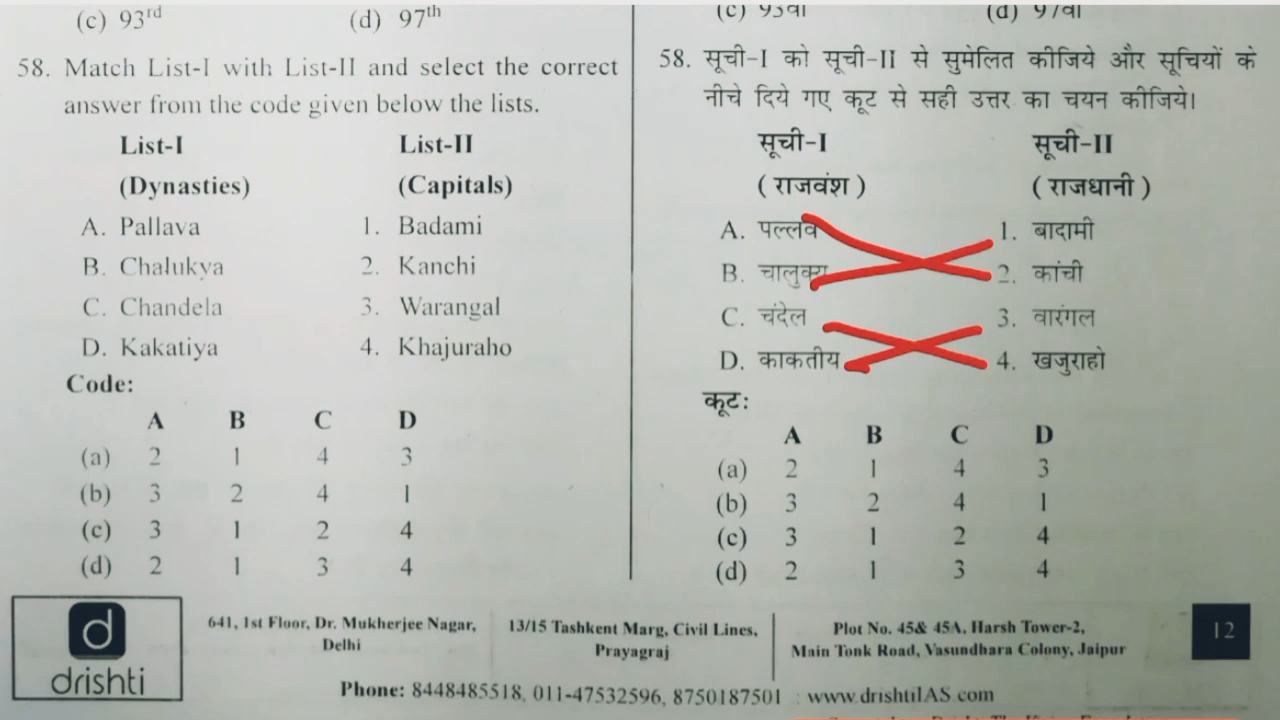 (c) 93rd (d) 97th
58. Match List-I with List-II and select the correct
answer from the code given below the lists.
List-I List-II
(Dynasties) (Capitals)
A. Pallava 1. Badami
B. Chalukya 2. Kanchi
C. Chandela 3. Warangal
D. Kakatiya 4. Khajuraho
Code:
A B C D
(a) 2 1 4 3
(b) 3 2 4 1
(c) 3 1 2 4
(d) 2 1 3 4
(c) 93वां (d) 97वां
58. सूची-I को सूची-II से सुमेलित कीजिये और सूचियों के
नीचे दिये गए कूट से सही उत्तर का चयन कीजिये।
सूची-I सूची-II
(राजवंश) (राजधानी)
A. पल्लव 1. बादामी
B. चालुक्य 2. कांची
C. चंदेल 3. वारंगल
D. काकतीय 4. खजुराहो
कूट:
A B C D
(a) 2 1 4 3
(b) 3 2 4 1
(c) 3 1 2 4
(d) 2 1 3 4
d
drishti
641, 1st Floor, Dr. Mukherjee Nagar,
Delhi
13/15 Tashkent Marg, Civil Lines,
Prayagraj
Plot No. 45& 45A, Harsh Tower-2,
Main Tonk Road, Vasundhara Colony, Jaipur
12
Phone: 8448485518, 011-47532596, 8750187501 : www.drishtiIAS.com